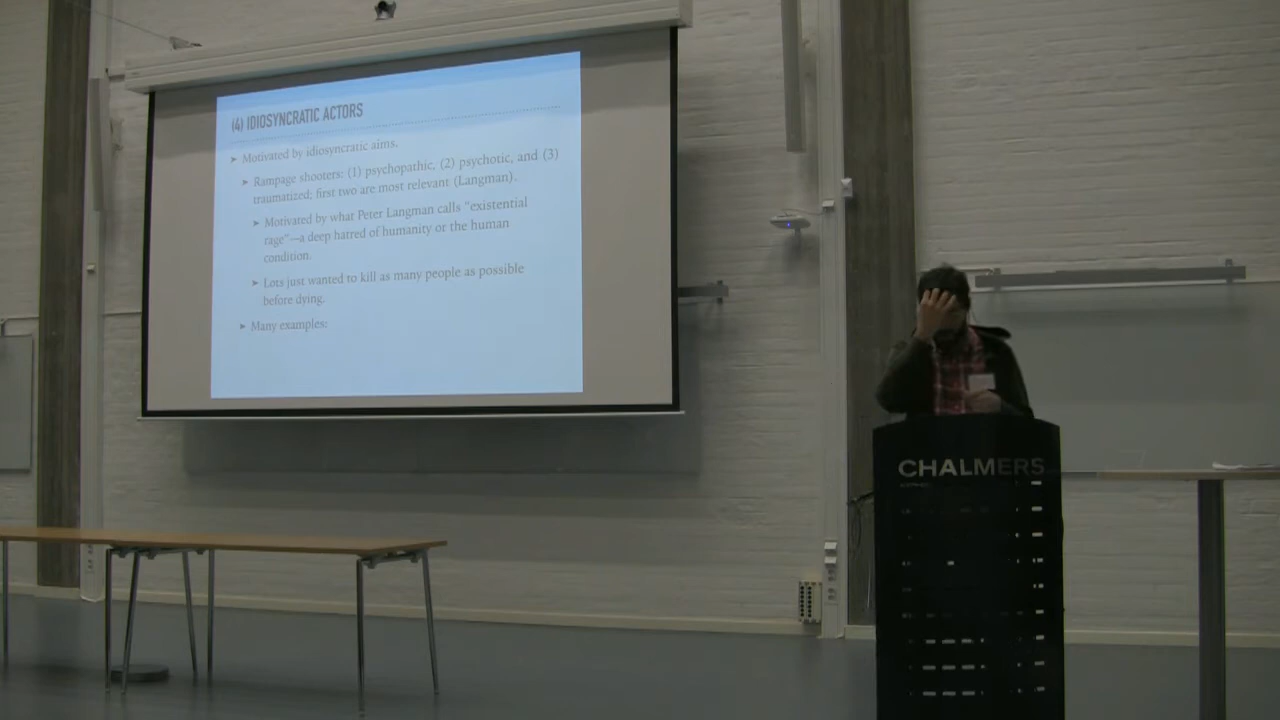 (4) IDIOSYNCRATIC ACTORS
➤ Motivated by idiosyncratic aims.
➤ Rampage shooters: (1) psychopathic, (2) psychotic, and (3)
traumatized; first two are most relevant (Langman).
➤ Motivated by what Peter Langman calls “existential
rage”—a deep hatred of humanity or the human
condition.
➤ Lots just wanted to kill as many people as possible
before dying.
➤ Many examples:
CHALMERS